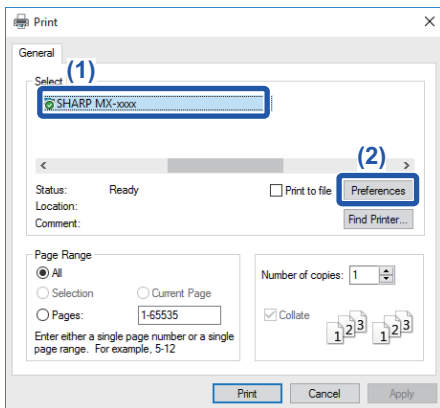 Print
General
Select
(1)
SHARP MX-xxxx
(2)
Status: Ready
Print to file
Preferences
Location:
Comment:
Find Printer...
Page Range
All
Selection
Current Page
Pages:
1-65535
Enter either a single page number or a single
page range. For example, 5-12
Number of copies: 1
Collate
1 2 3 1 2 3
Print
Cancel
Apply